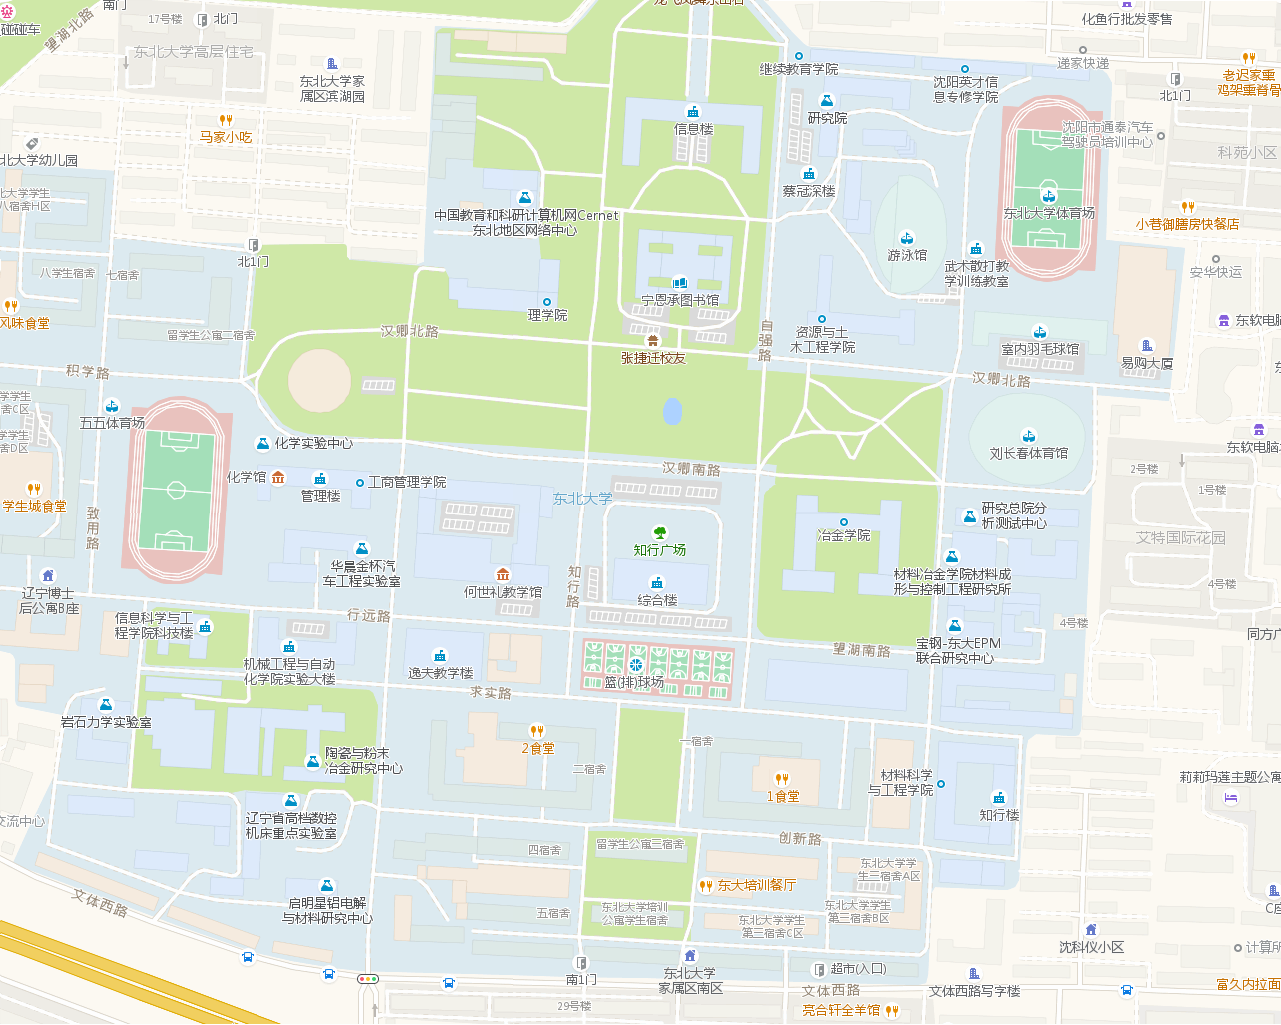 南门
17号楼
北门
碰碰车
望湖北路
东北大学高层住宅
东北大学家
属区滨湖园
马家小吃
化鱼行批发零售
递家快递
继续教育学院
沈阳英才信
息专修学院
北1门
老迟家重
鸡架重脊骨
研究院
信息楼
沈阳市通泰汽车
驾驶员培训中心
科苑小区
北大学幼儿园
蔡冠深楼
北大学学生
八宿舍H区
中国教育和科研计算机网Cernet
东北地区网络中心
东北大学体育场
小巷御膳房快餐店
北1门
游泳馆
武术散打教
学训练教室
安华快运
八学生宿舍
七宿舍
宁恩承图书馆
理学院
风味食堂
留学生公寓二宿舍
汉卿北路
自强路
资源与土
木工程学院
东软电脑
室内羽毛球馆
张捷迁校友
易购大厦
积学路
汉卿北路
学学生
舍C区
五五体育场
学学生
舍D区
化学实验中心
刘长春体育馆
2号楼
汉卿南路
化学馆
管理楼
工商管理学院
东北大学
1号楼
学生城食堂
研究总院分
析测试中心
致用路
冶金学院
艾特国际花园
知行广场
华晨金杯汽
车工程实验室
知行路
材料冶金学院材料成
形与控制工程研究所
4号楼
辽宁博士
后公寓B座
何世礼教学馆
综合楼
信息科学与工
程学院科技楼
行远路
4号楼
同方广
机械工程与自动
化学院实验大楼
逸夫教学楼
望湖南路
宝钢-东大EPM
联合研究中心
篮(排)球场
求实路
岩石力学实验室
2食堂
一宿舍
陶瓷与粉末
冶金研究中心
二宿舍
1食堂
材料科学
与工程学院
莉莉玛莲主题公寓
知行楼
交流中心
辽宁省高档数控
机床重点实验室
创新路
四宿舍
留学生公寓三宿舍
东北大学学
生三宿舍A区
东大培训餐厅
文体西路
启明星铝电解
与材料研究中心
五宿舍
东北大学培训
公寓学生宿舍
东北大学学生
第三宿舍C区
东北大学学生
第三宿舍B区
C座
沈科仪小区
计算所
南1门
东北大学
家属区南区
超市(入口)
文体西路
文体西路写字楼
富久内拉面
29号楼
亮合轩全羊馆